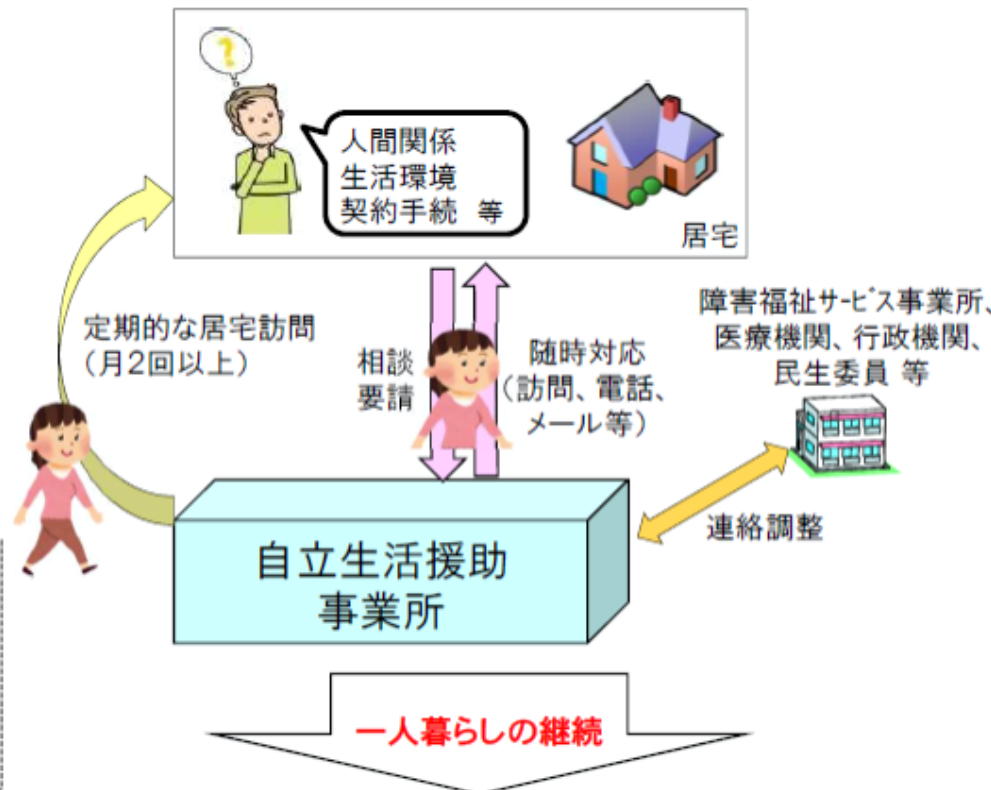 ?
人間関係
生活環境
契約手続 等
居宅
定期的な居宅訪問
（月2回以上）
相談
要請
随時対応
（訪問、電話、
メール等）
障害福祉サービス事業所、
医療機関、行政機関、
民生委員 等
連絡調整
自立生活援助
事業所
一人暮らしの継続